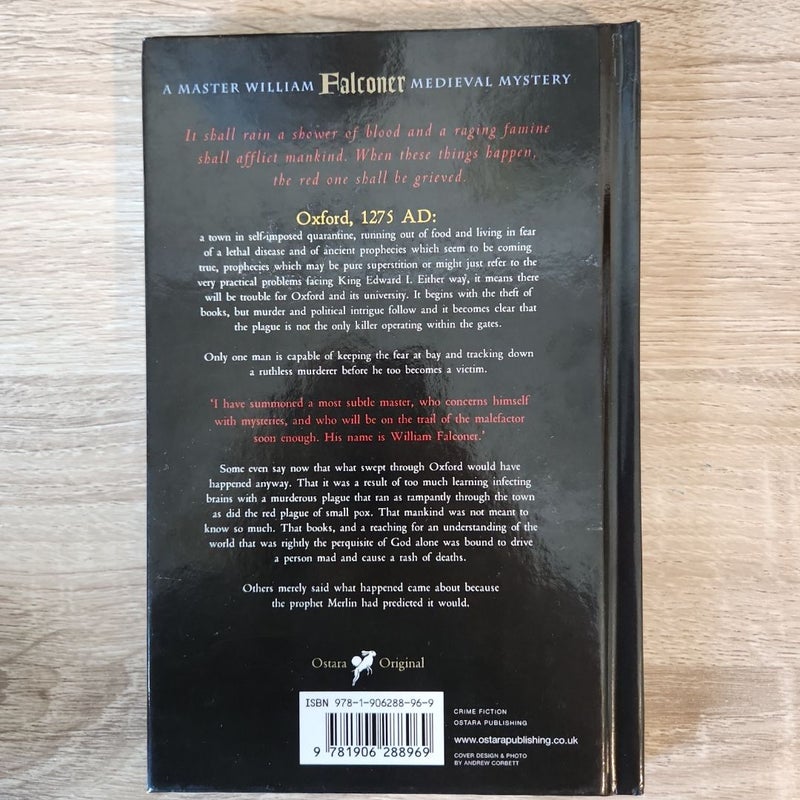 A MASTER WILLIAM Falconer MEDIEVAL MYSTERY
It shall rain a shower of blood and a raging famine
shall afflict mankind. When these things happen,
the red one shall be grieved.
Oxford, 1275 AD:
a town in self-imposed quarantine, running out of food and living in fear
of a lethal disease and of ancient prophecies which seem to be coming
true, prophecies which may be pure superstition or might just refer to the
very practical problems facing King Edward I. Either way, it means there
will be trouble for Oxford and its university. It begins with the theft of
books, but murder and political intrigue follow and it becomes clear that
the plague is not the only killer operating within the gates.
Only one man is capable of keeping the fear at bay and tracking down
a ruthless murderer before he too becomes a victim.
'I have summoned a most subtle master, who concerns himself
with mysteries, and who will be on the trail of the malefactor
soon enough. His name is William Falconer.'
Some even say now that what swept through Oxford would have
happened anyway. That it was a result of too much learning infecting
brains with a murderous plague that ran as rampantly through the town
as did the red plague of small pox. That mankind was not meant to
know so much. That books, and a reaching for an understanding of the
world that was rightly the perquisite of God alone was bound to drive
a person mad and cause a rash of deaths.
Others merely said what happened came about because
the prophet Merlin had predicted it would.
Ostara Original
ISBN 978-1-906288-96-9
9 781906 288969
CRIME FICTION
OSTARA PUBLISHING
www.ostarapublishing.co.uk
COVER DESIGN & PHOTO
BY ANDREW CORBETT